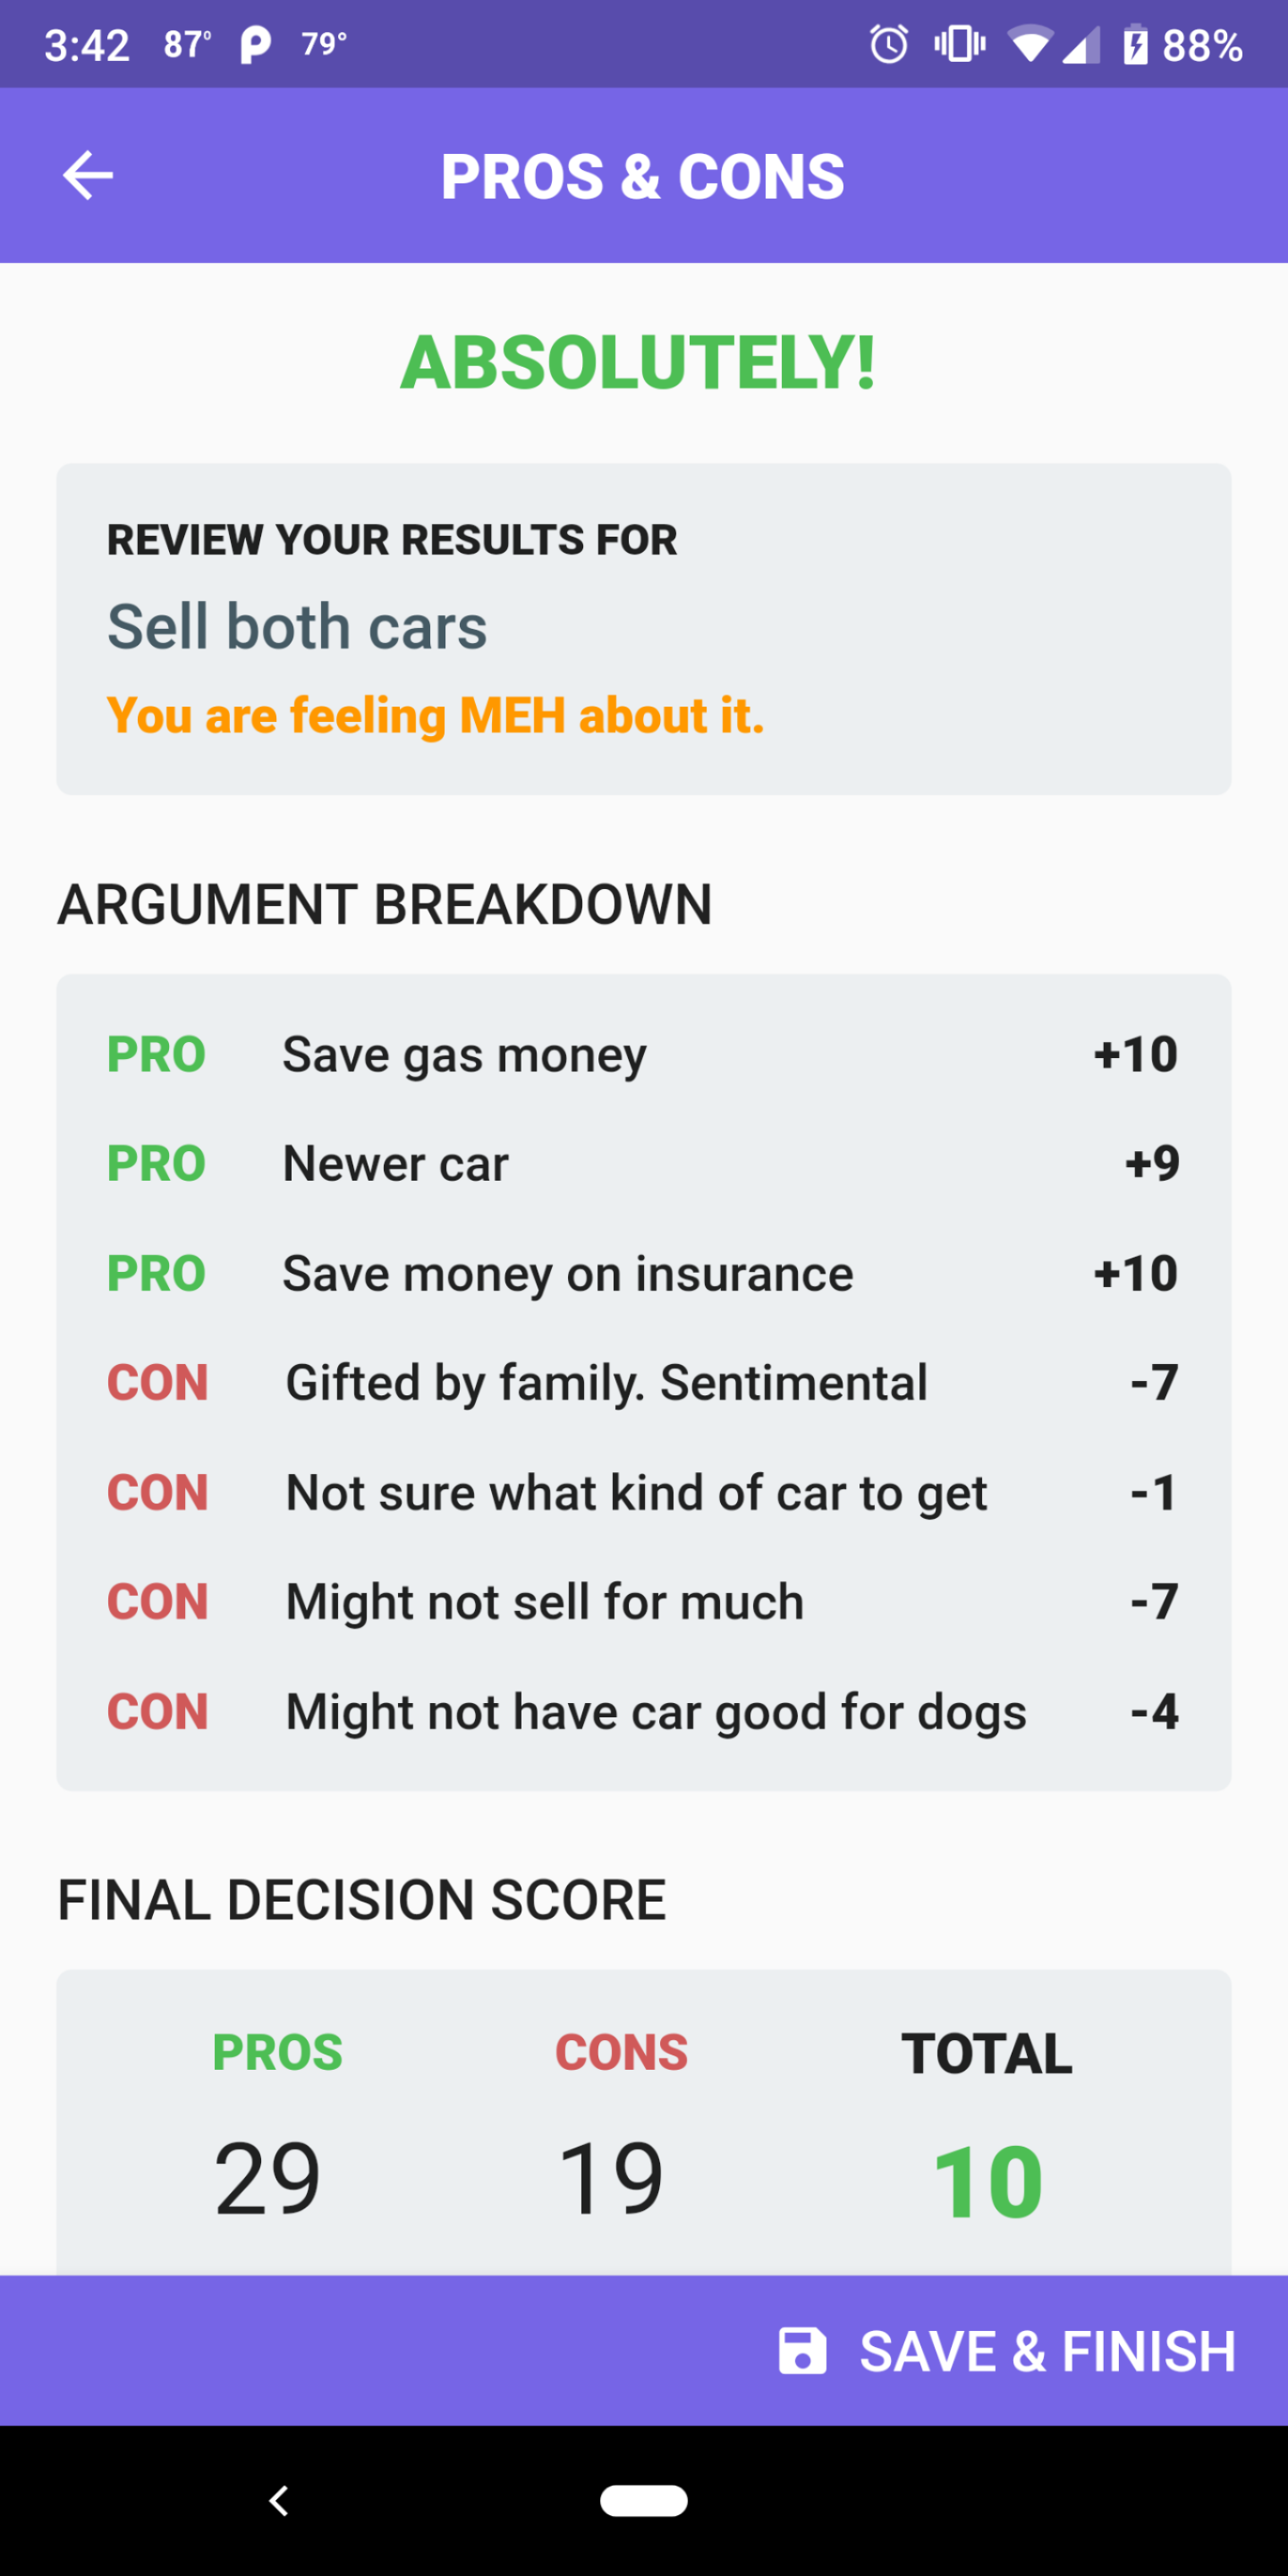 3:42 87° P 79° 88%
PROS & CONS
ABSOLUTELY!
REVIEW YOUR RESULTS FOR
Sell both cars
You are feeling MEH about it.
ARGUMENT BREAKDOWN
PRO Save gas money +10
PRO Newer car +9
PRO Save money on insurance +10
CON Gifted by family. Sentimental -7
CON Not sure what kind of car to get -1
CON Might not sell for much -7
CON Might not have car good for dogs -4
FINAL DECISION SCORE
PROS CONS TOTAL
29 19 10
SAVE & FINISH